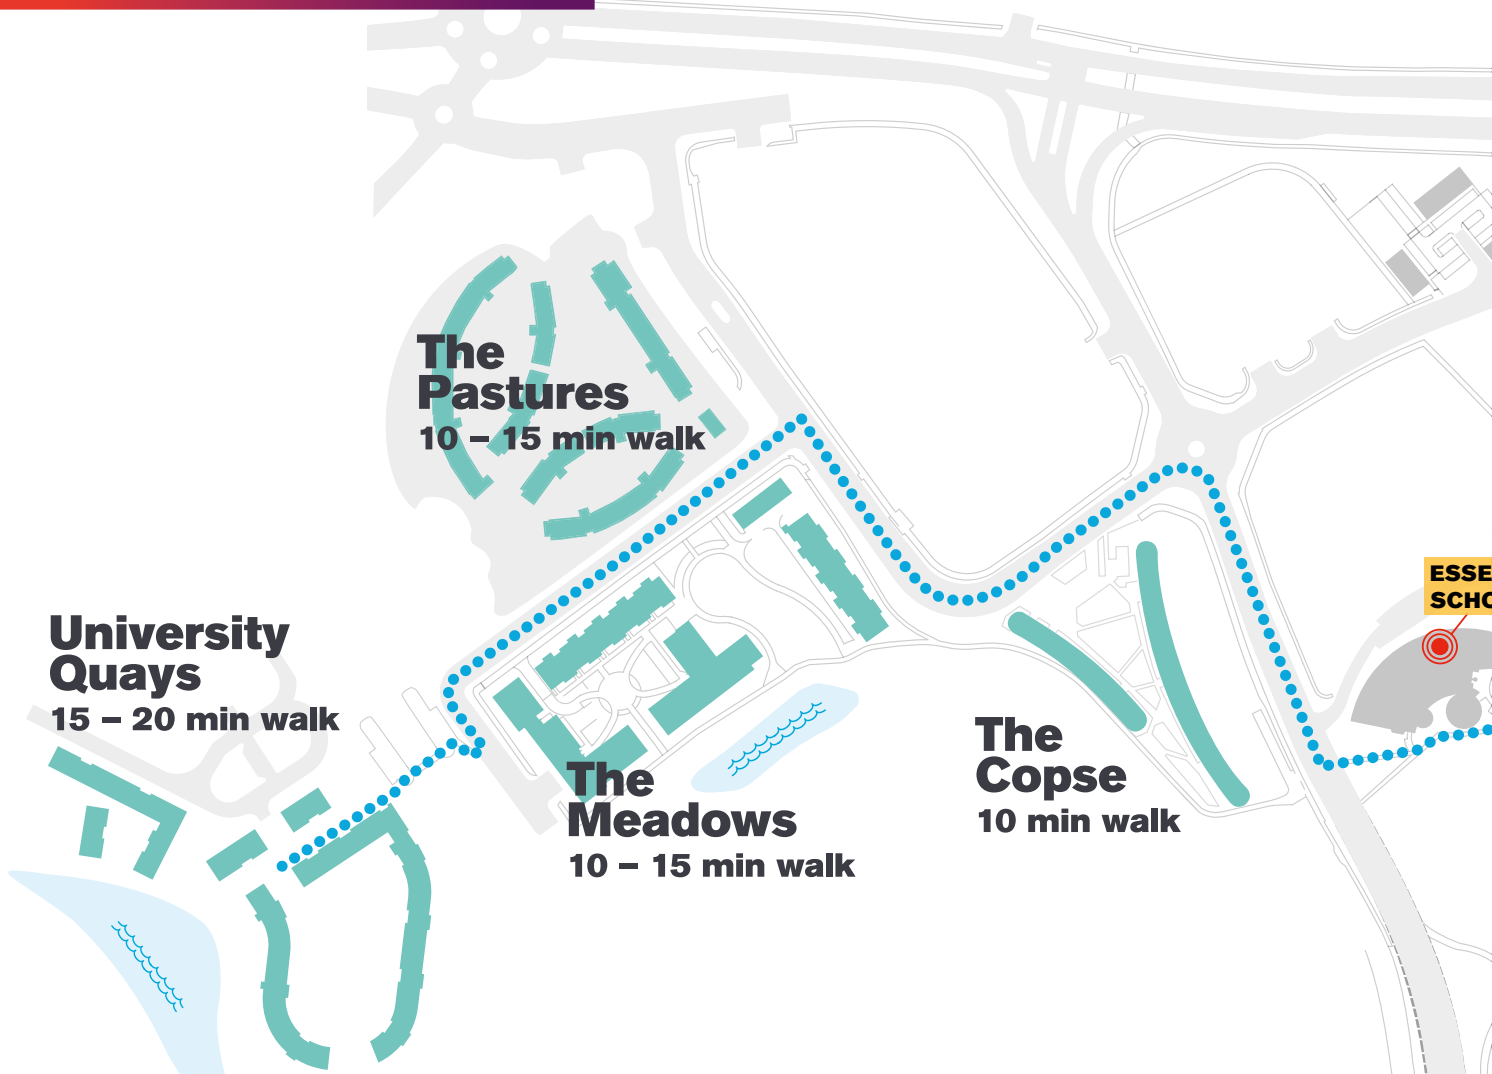 The
Pastures
10 – 15 min walk
University
Quays
15 – 20 min walk
ESSE
SCHO
The
Meadows
10 – 15 min walk
The
Copse
10 min walk